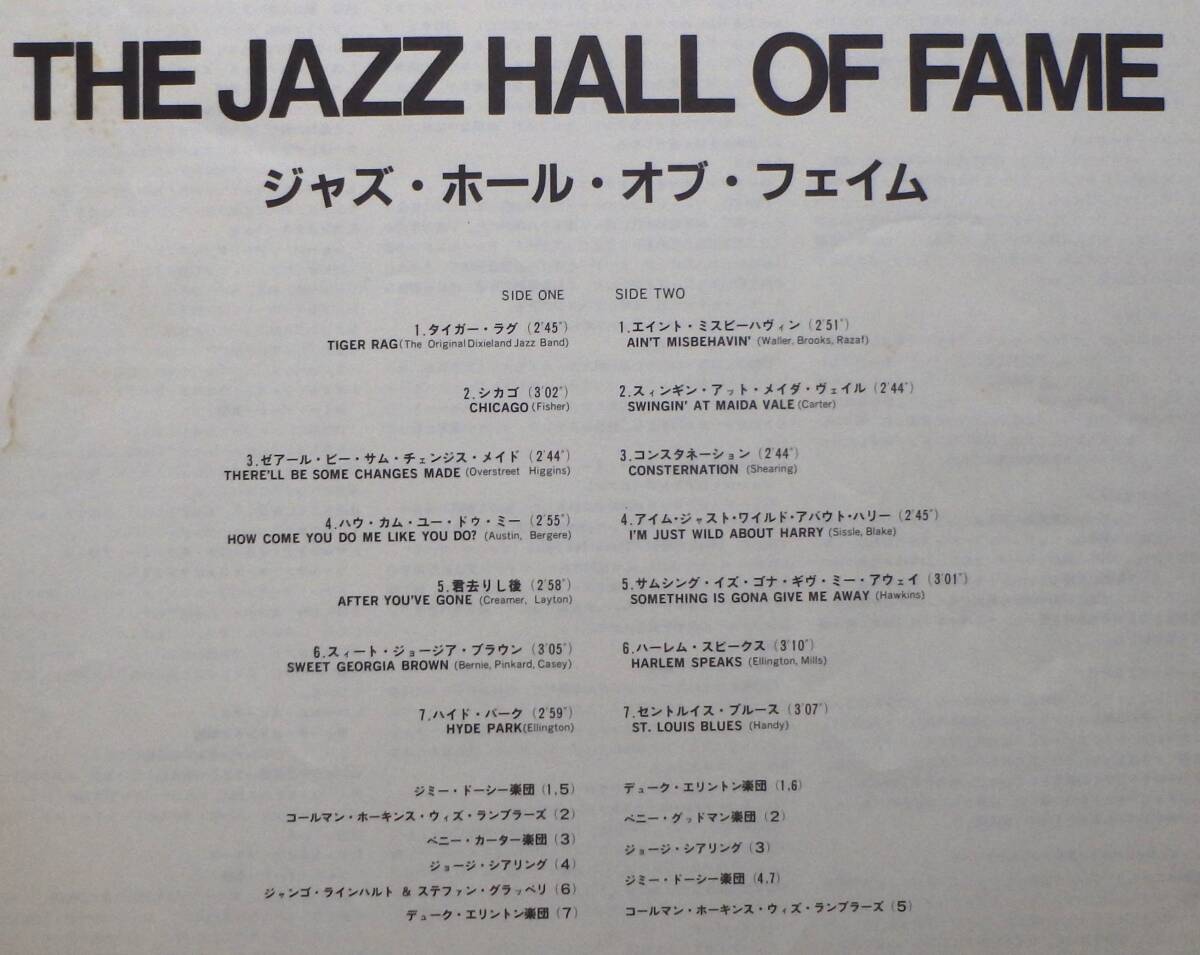 THE JAZZ HALL OF FAME
ジャズ・ホール・オブ・フェイム
SIDE ONE
1.タイガー・ラグ (2'45")
TIGER RAG(The Original Dixieland Jazz Band)
2.シカゴ (3'02")
CHICAGO (Fisher)
3.ゼアール・ビー・サム・チェンジス・メイド (2'44")
THERE'LL BE SOME CHANGES MADE (Overstreet Higgins)
4.ハウ・カム・ユー・ドゥ・ミー (2'55")
HOW COME YOU DO ME LIKE YOU DO? (Austin, Bergere)
5.君去りし後 (2'58")
AFTER YOU'VE GONE (Creamer, Layton)
6.スィート・ジョージア・ブラウン (3'05")
SWEET GEORGIA BROWN (Bernie, Pinkard, Casey)
7.ハイド・パーク (2'59")
HYDE PARK(Ellington)
ジミー・ドーシー楽団 (1,5)
コールマン・ホーキンス・ウィズ・ランブラーズ (2)
ベニー・カーター楽団 (3)
ジョージ・シアリング (4)
ジャンゴ・ラインハルト & ステファン・グラッペリ (6)
デューク・エリントン楽団 (7)
SIDE TWO
1.エイント・ミスビーハヴィン (2'51")
AIN'T MISBEHAVIN' (Waller, Brooks, Razaf)
2.スィンギン・アット・メイダ・ヴェイル (2'44")
SWINGIN' AT MAIDA VALE (Carter)
3.コンスタネーション (2'44")
CONSTERNATION (Shearing)
4.アイム・ジャスト・ワイルド・アバウト・ハリー (2'45")
I'M JUST WILD ABOUT HARRY (Sissle, Blake)
5.サムシング・イズ・ゴナ・ギヴ・ミー・アウェイ (3'01")
SOMETHING IS GONA GIVE ME AWAY (Hawkins)
6.ハーレム・スピークス (3'10")
HARLEM SPEAKS (Ellington, Mills)
7.セントルイス・ブルース (3'07")
ST. LOUIS BLUES (Handy)
デューク・エリントン楽団 (1,6)
ベニー・グッドマン楽団 (2)
ジョージ・シアリング (3)
ジミー・ドーシー楽団 (4,7)
コールマン・ホーキンス・ウィズ・ランブラーズ (5)